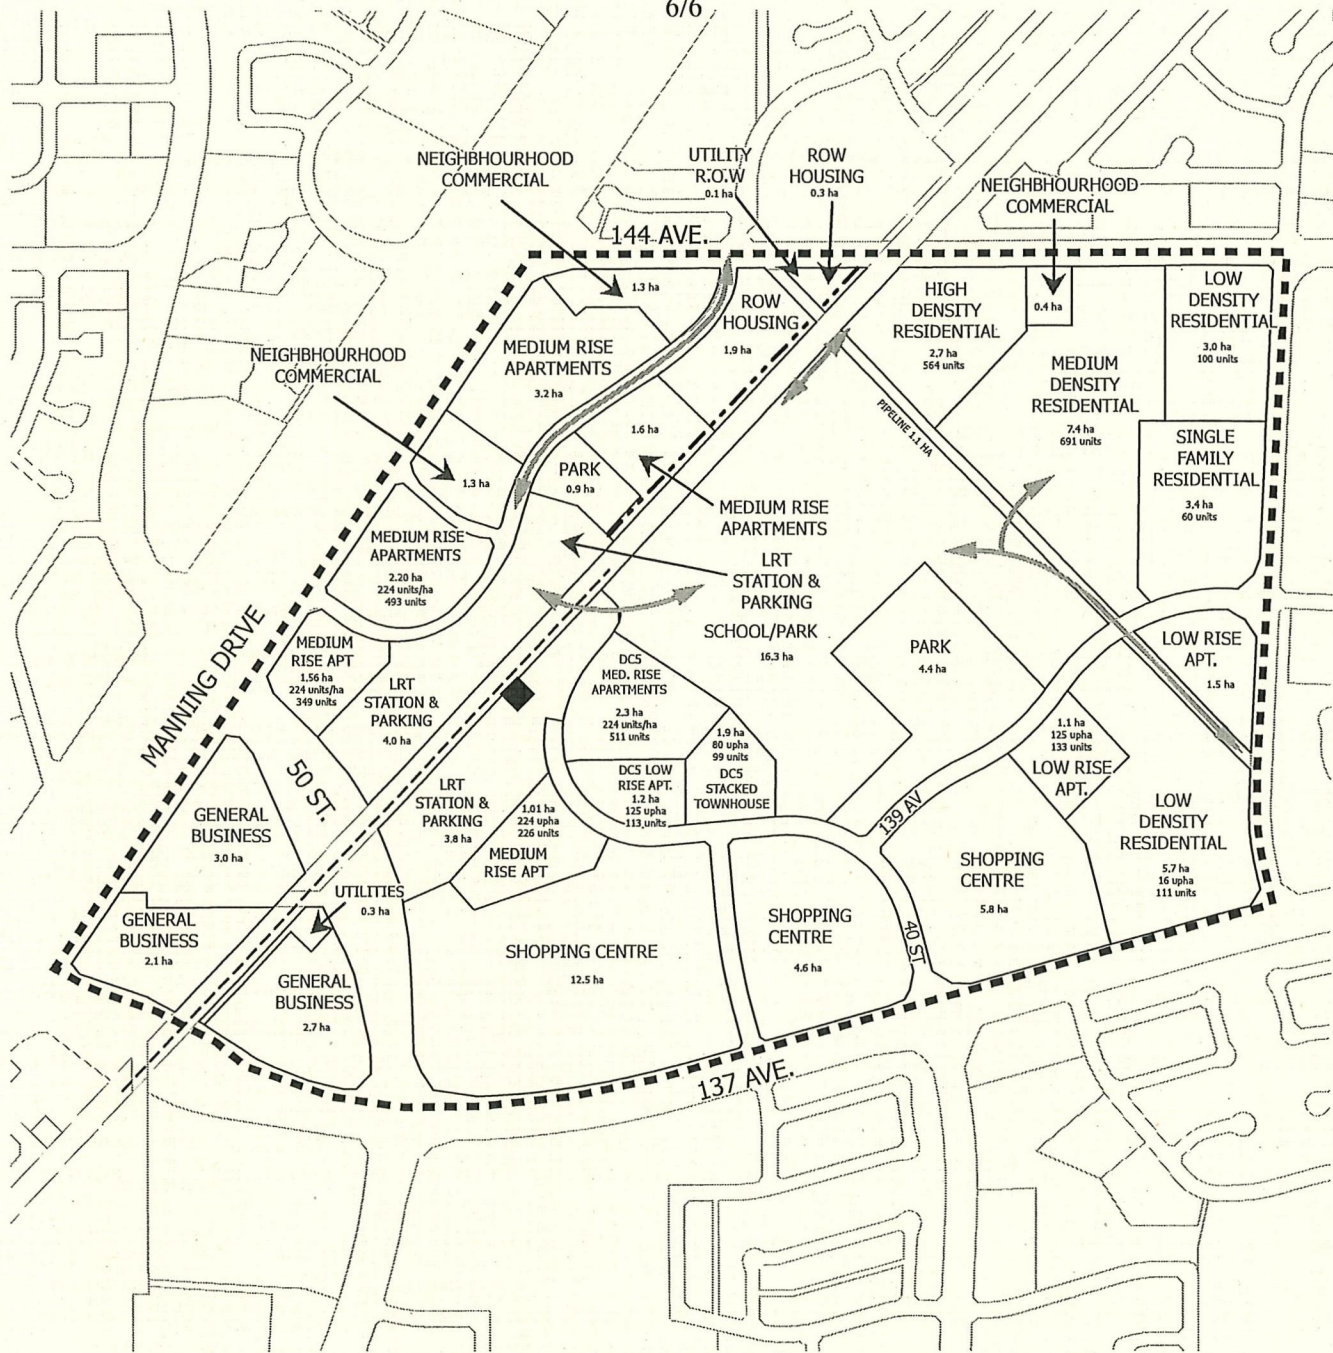 6/6
NEIGHBHOURHOOD
COMMERCIAL
UTILITY
R.O.W
0.1 ha
ROW
HOUSING
0.3 ha
NEIGHBHOURHOOD
COMMERCIAL
144 AVE.
1.3 ha
ROW
HOUSING
1.9 ha
HIGH
DENSITY
RESIDENTIAL
2.7 ha
564 units
0.4 ha
LOW
DENSITY
RESIDENTIAL
3.0 ha
100 units
NEIGHBHOURHOOD
COMMERCIAL
MEDIUM RISE
APARTMENTS
3.2 ha
MEDIUM
DENSITY
RESIDENTIAL
7.4 ha
691 units
PIPELINE 1.1 HA
1.6 ha
SINGLE
FAMILY
RESIDENTIAL
3.4 ha
60 units
1.3 ha
PARK
0.9 ha
MEDIUM RISE
APARTMENTS
MEDIUM RISE
APARTMENTS
2.20 ha
224 units/ha
493 units
LRT
STATION &
PARKING
SCHOOL/PARK
16.3 ha
MANNING DRIVE
MEDIUM
RISE APT
1.56 ha
224 units/ha
349 units
LRT
STATION &
PARKING
4.0 ha
DC5
MED. RISE
APARTMENTS
2.3 ha
224 units/ha
511 units
PARK
4.4 ha
LOW RISE
APT.
1.5 ha
1.9 ha
80 upha
99 units
DC5
STACKED
TOWNHOUSE
1.1 ha
125 upha
133 units
LOW RISE
APT.
50 ST.
LRT
STATION &
PARKING
3.8 ha
DC5 LOW
RISE APT.
1.2 ha
125 upha
113 units
1.01 ha
224 upha
226 units
MEDIUM
RISE APT
139 AV
GENERAL
BUSINESS
3.0 ha
LOW
DENSITY
RESIDENTIAL
5.7 ha
16 upha
111 units
SHOPPING
CENTRE
5.8 ha
UTILITIES
0.3 ha
GENERAL
BUSINESS
2.1 ha
SHOPPING CENTRE
12.5 ha
SHOPPING
CENTRE
4.6 ha
40 ST
GENERAL
BUSINESS
2.7 ha
137 AVE.